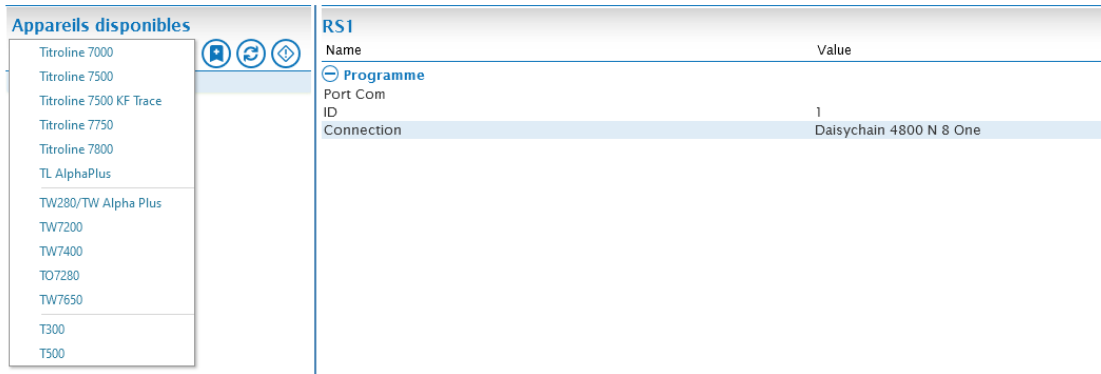 Appareils disponibles
Titroline 7000
Titroline 7500
Titroline 7500 KF Trace
Titroline 7750
Titroline 7800
TL AlphaPlus
TW280/TW Alpha Plus
TW7200
TW7400
TO7280
TW7650
T300
T500
RS1
Name Value
Programme
Port Com
ID 1
Connection Daisychain 4800 N 8 One